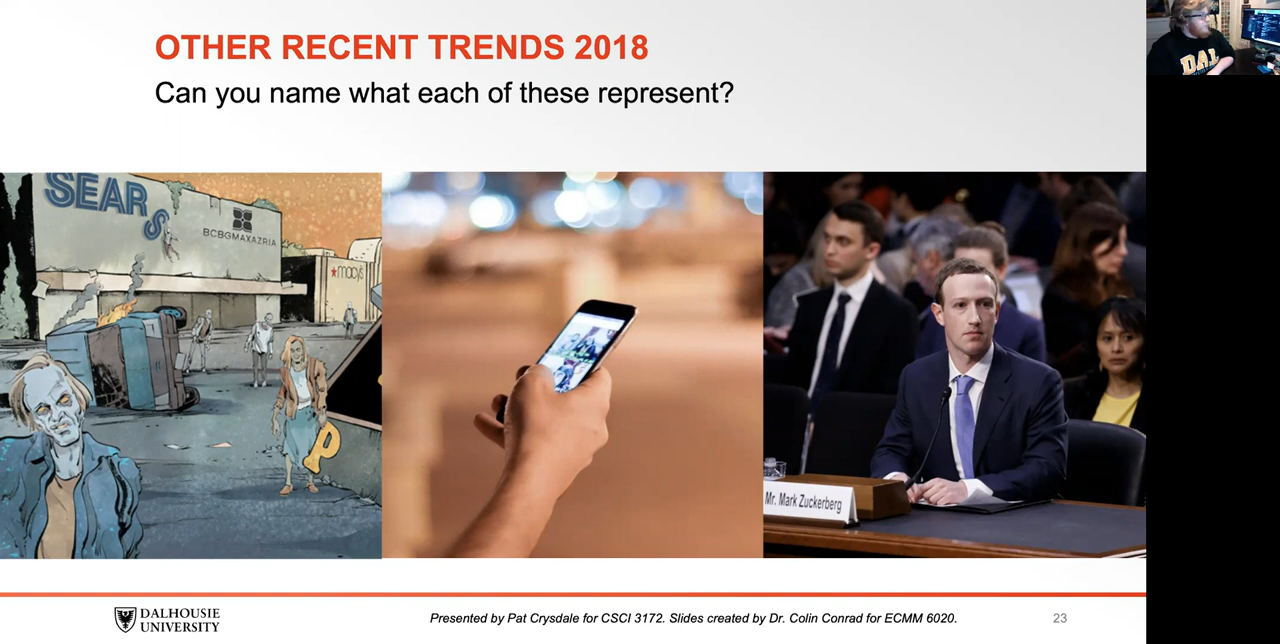 OTHER RECENT TRENDS 2018
Can you name what each of these represent?
SEARS
BCBGMAXAZRIA
macy's
P
Mr. Mark Zuckerberg
DAL
DALHOUSIE
UNIVERSITY
Presented by Pat Crysdale for CSCI 3172. Slides created by Dr. Colin Conrad for ECMM 6020.
23